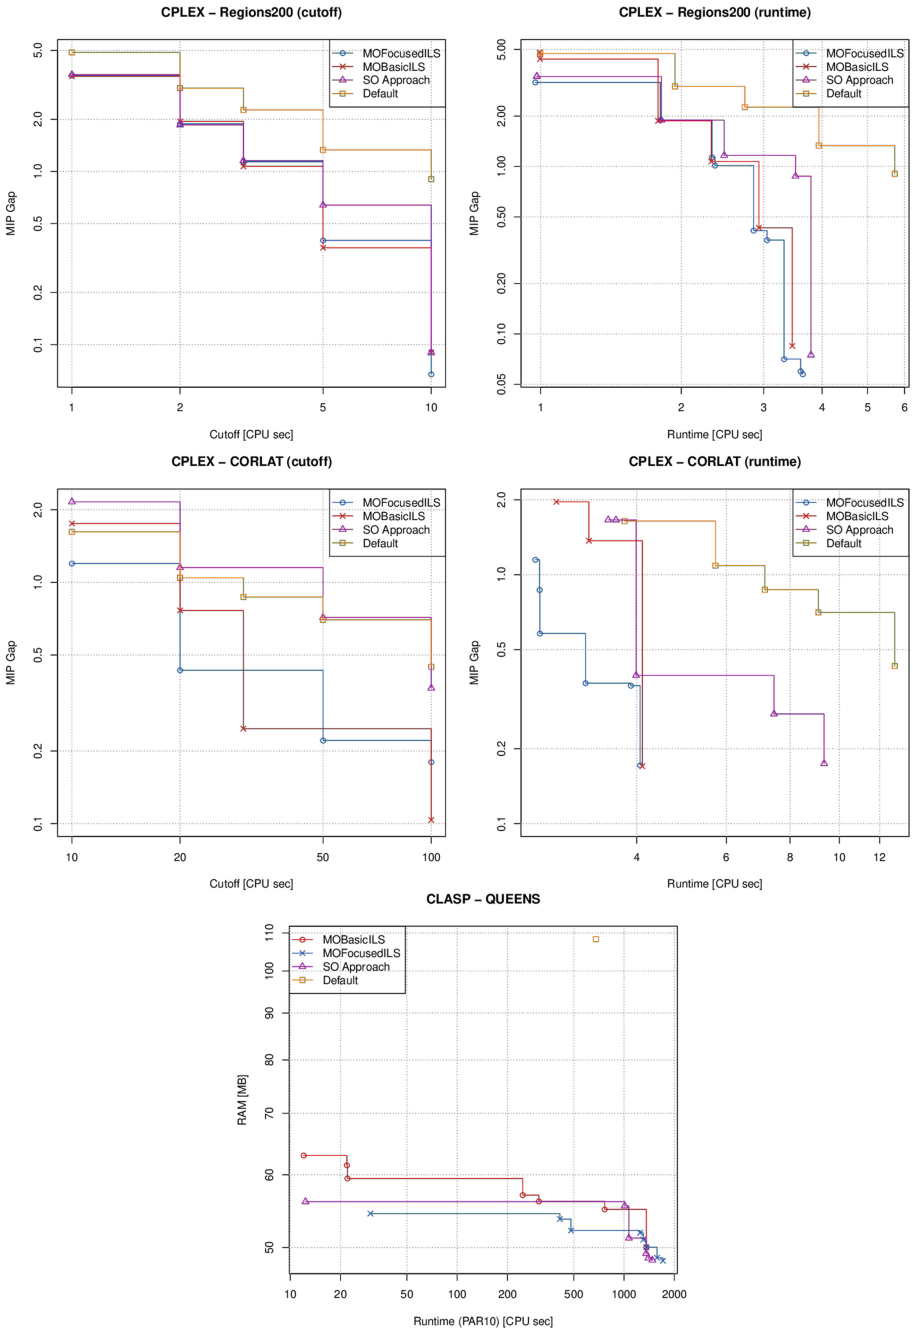 CPLEX − Regions200 (cutoff)
MIP Gap
5.0
2.0
1.0
0.5
0.2
0.1
MOFocusedILS
MOBasicILS
SO Approach
Default
1 2 5 10
Cutoff [CPU sec]
CPLEX − Regions200 (runtime)
MIP Gap
5.00
2.00
1.00
0.50
0.20
0.10
0.05
MOFocusedILS
MOBasicILS
SO Approach
Default
1 2 3 4 5 6
Runtime [CPU sec]
CPLEX − CORLAT (cutoff)
MIP Gap
2.0
1.0
0.5
0.2
0.1
MOFocusedILS
MOBasicILS
SO Approach
Default
10 20 50 100
Cutoff [CPU sec]
CPLEX − CORLAT (runtime)
MIP Gap
2.0
1.0
0.5
0.2
0.1
MOFocusedILS
MOBasicILS
SO Approach
Default
4 6 8 10 12
Runtime [CPU sec]
CLASP − QUEENS
RAM [MB]
110
100
90
80
70
60
50
MOBasicILS
MOFocusedILS
SO Approach
Default
10 20 50 100 200 500 1000 2000
Runtime (PAR10) [CPU sec]